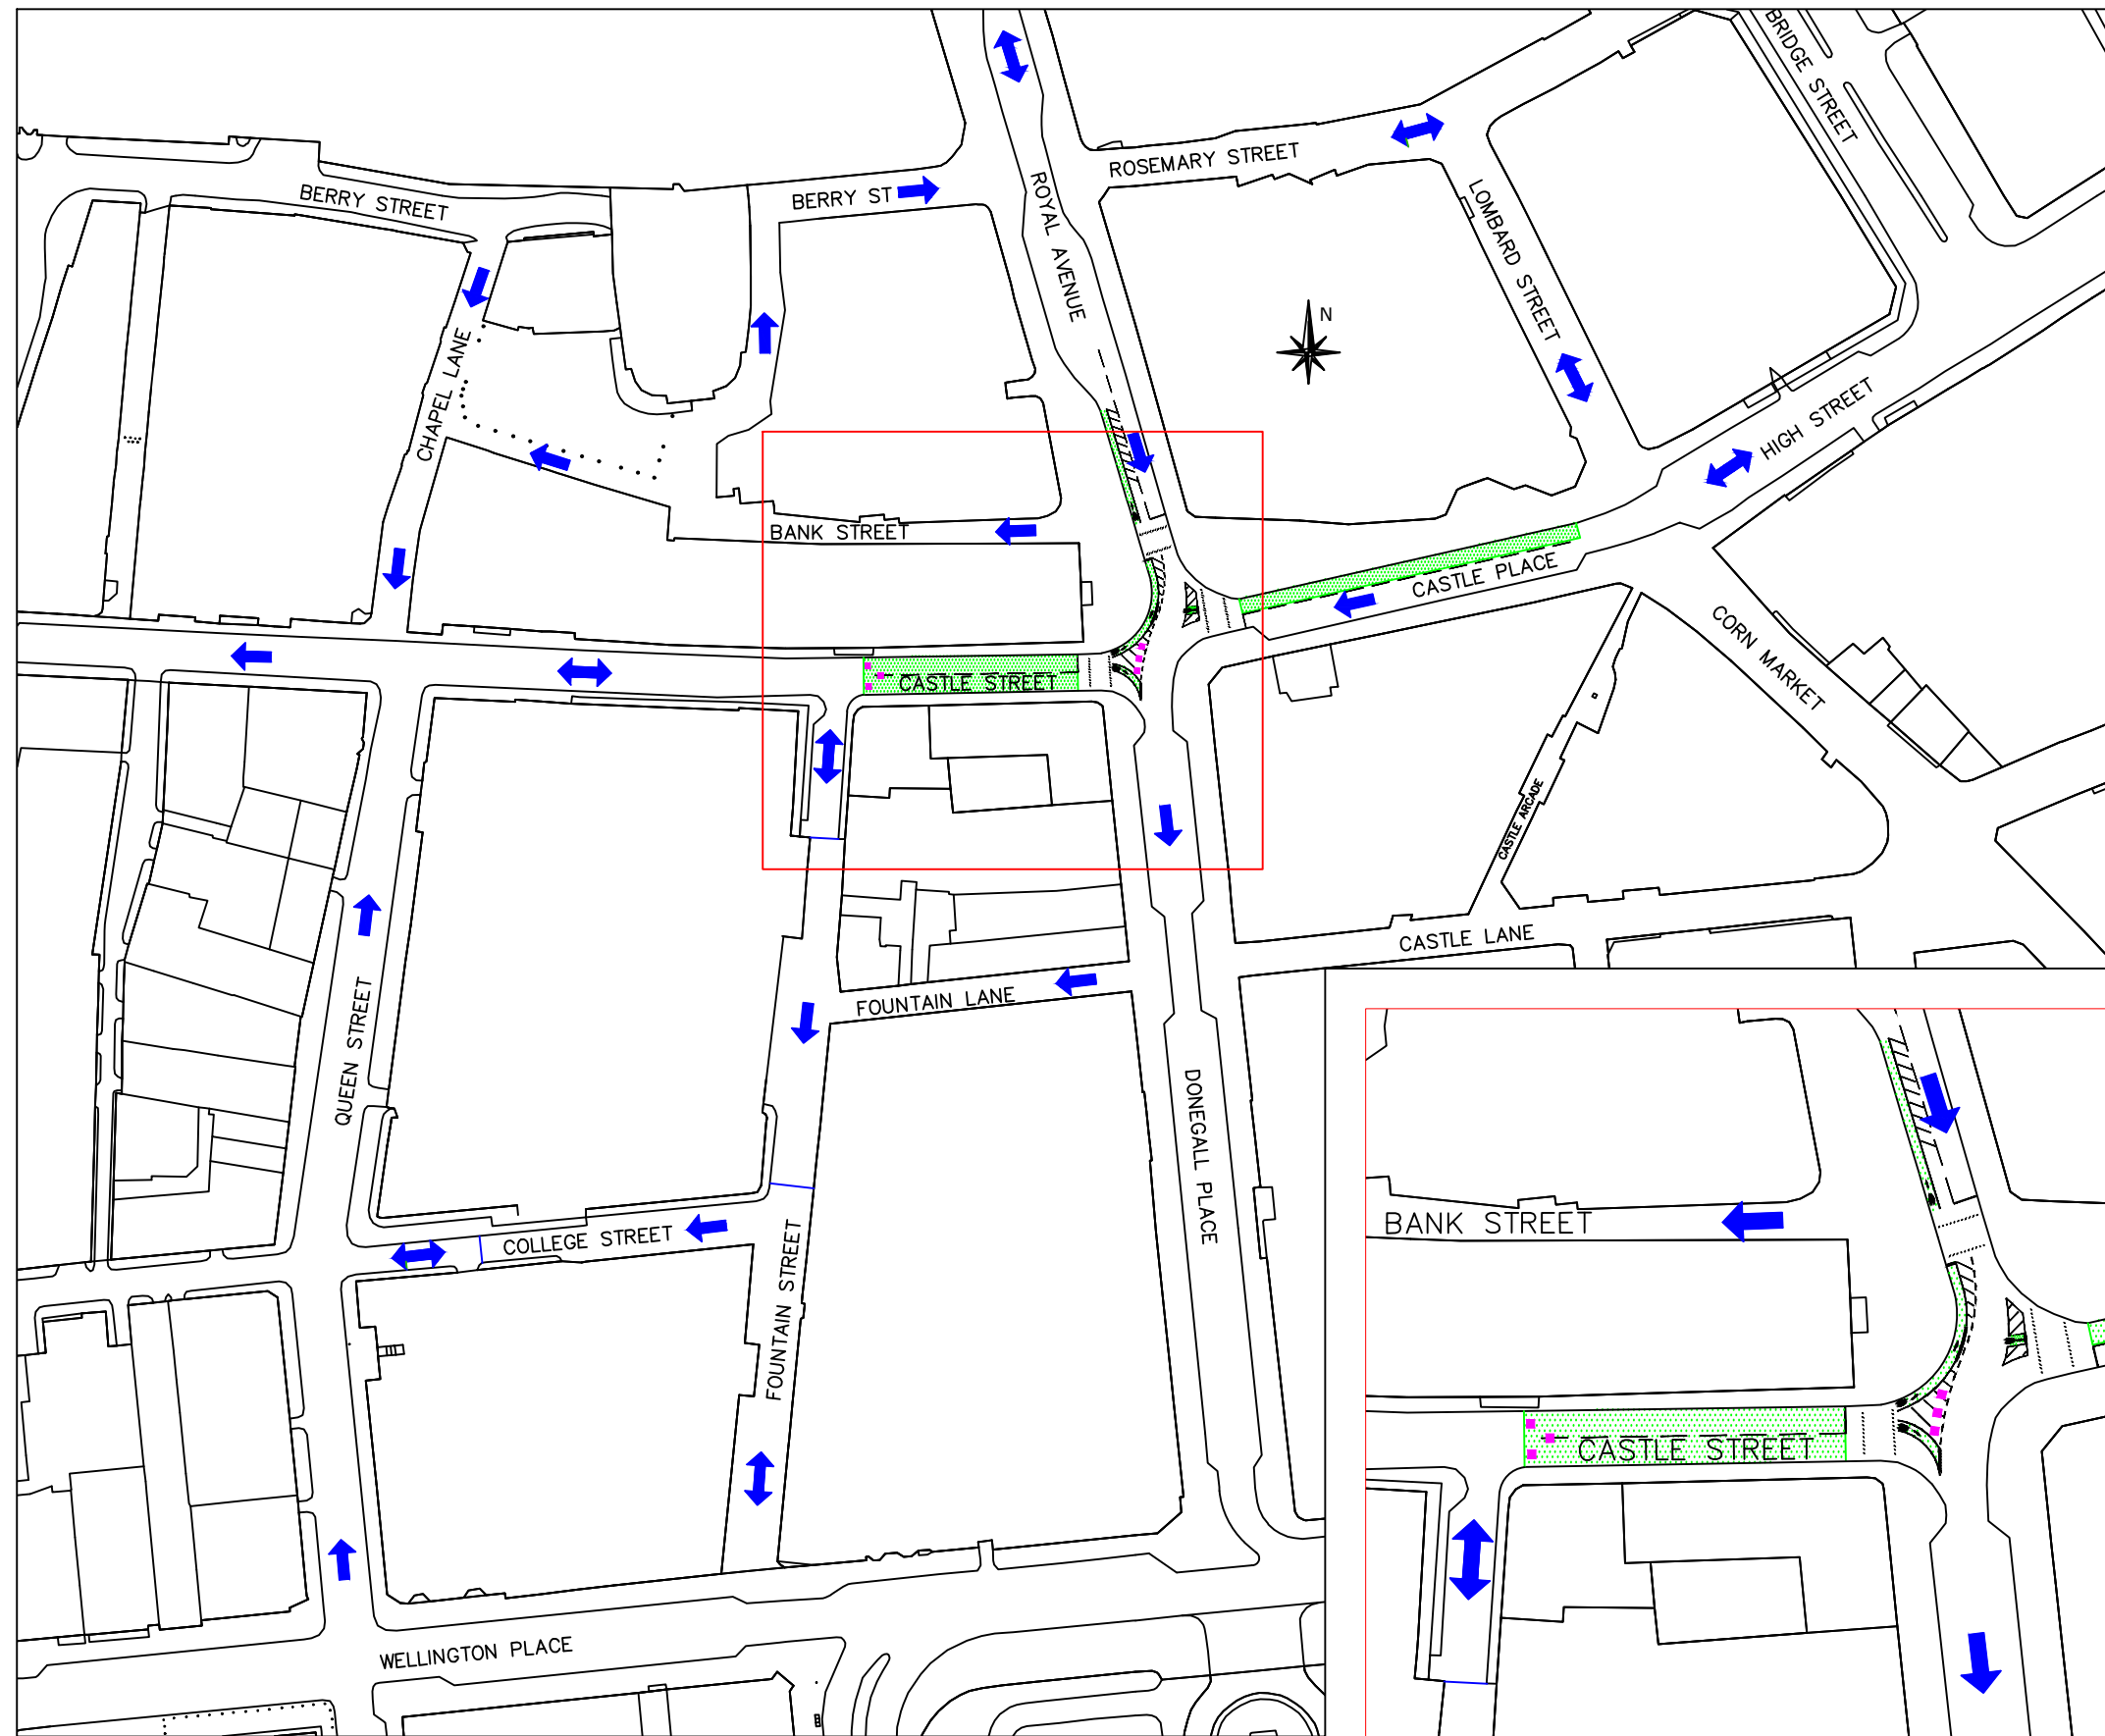 BRIDGE STREET
ROSEMARY STREET
BERRY STREET
BERRY ST
ROYAL AVENUE
LOMBARD STREET
N
CHAPEL LANE
HIGH STREET
BANK STREET
CASTLE PLACE
CORN MARKET
CASTLE STREET
CASTLE ARCADE
CASTLE LANE
FOUNTAIN LANE
QUEEN STREET
DONEGALL PLACE
COLLEGE STREET
FOUNTAIN STREET
WELLINGTON PLACE
BANK STREET
CASTLE STREET